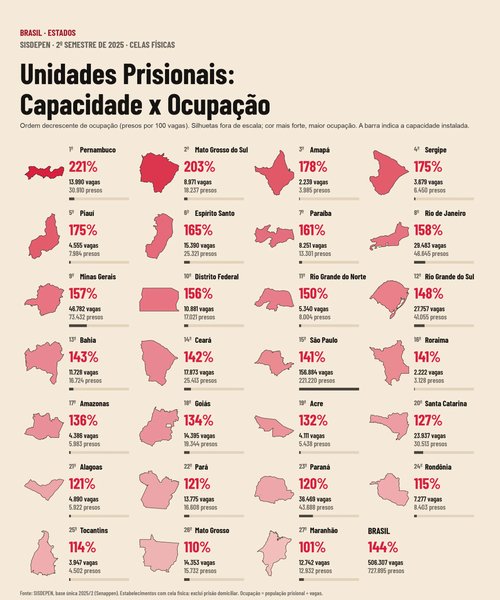 BRASIL · ESTADOS
SISDEPEN · 2º SEMESTRE DE 2025 · CELAS FÍSICAS
Unidades Prisionais:
Capacidade x Ocupação
Ordem decrescente de ocupação (presos por 100 vagas). Silhuetas fora de escala; cor mais forte, maior ocupação. A barra indica a capacidade instalada.
1º Pernambuco
221%
13.990 vagas
30.910 presos
2º Mato Grosso do Sul
203%
8.971 vagas
18.237 presos
3º Amapá
178%
2.239 vagas
3.985 presos
4º Sergipe
175%
3.679 vagas
6.450 presos
5º Piauí
175%
4.555 vagas
7.984 presos
6º Espírito Santo
165%
15.390 vagas
25.321 presos
7º Paraíba
161%
8.251 vagas
13.301 presos
8º Rio de Janeiro
158%
29.483 vagas
46.645 presos
9º Minas Gerais
157%
46.782 vagas
73.432 presos
10º Distrito Federal
156%
10.881 vagas
17.021 presos
11º Rio Grande do Norte
150%
5.340 vagas
8.004 presos
12º Rio Grande do Sul
148%
27.757 vagas
41.055 presos
13º Bahia
143%
11.728 vagas
16.724 presos
14º Ceará
142%
17.873 vagas
25.413 presos
15º São Paulo
141%
156.884 vagas
221.220 presos
16º Roraima
141%
2.222 vagas
3.128 presos
17º Amazonas
136%
4.386 vagas
5.983 presos
18º Goiás
134%
14.395 vagas
19.344 presos
19º Acre
132%
4.111 vagas
5.438 presos
20º Santa Catarina
127%
23.937 vagas
30.513 presos
21º Alagoas
121%
4.890 vagas
5.922 presos
22º Pará
121%
13.775 vagas
16.608 presos
23º Paraná
120%
36.469 vagas
43.688 presos
24º Rondônia
115%
7.277 vagas
8.403 presos
25º Tocantins
114%
3.947 vagas
4.502 presos
26º Mato Grosso
110%
14.353 vagas
15.732 presos
27º Maranhão
101%
12.742 vagas
12.932 presos
BRASIL
144%
506.307 vagas
727.895 presos
Fonte: SISDEPEN, base única 2025/2 (Senappen). Estabelecimentos com cela física; exclui prisão domiciliar. Ocupação = população prisional ÷ vagas.